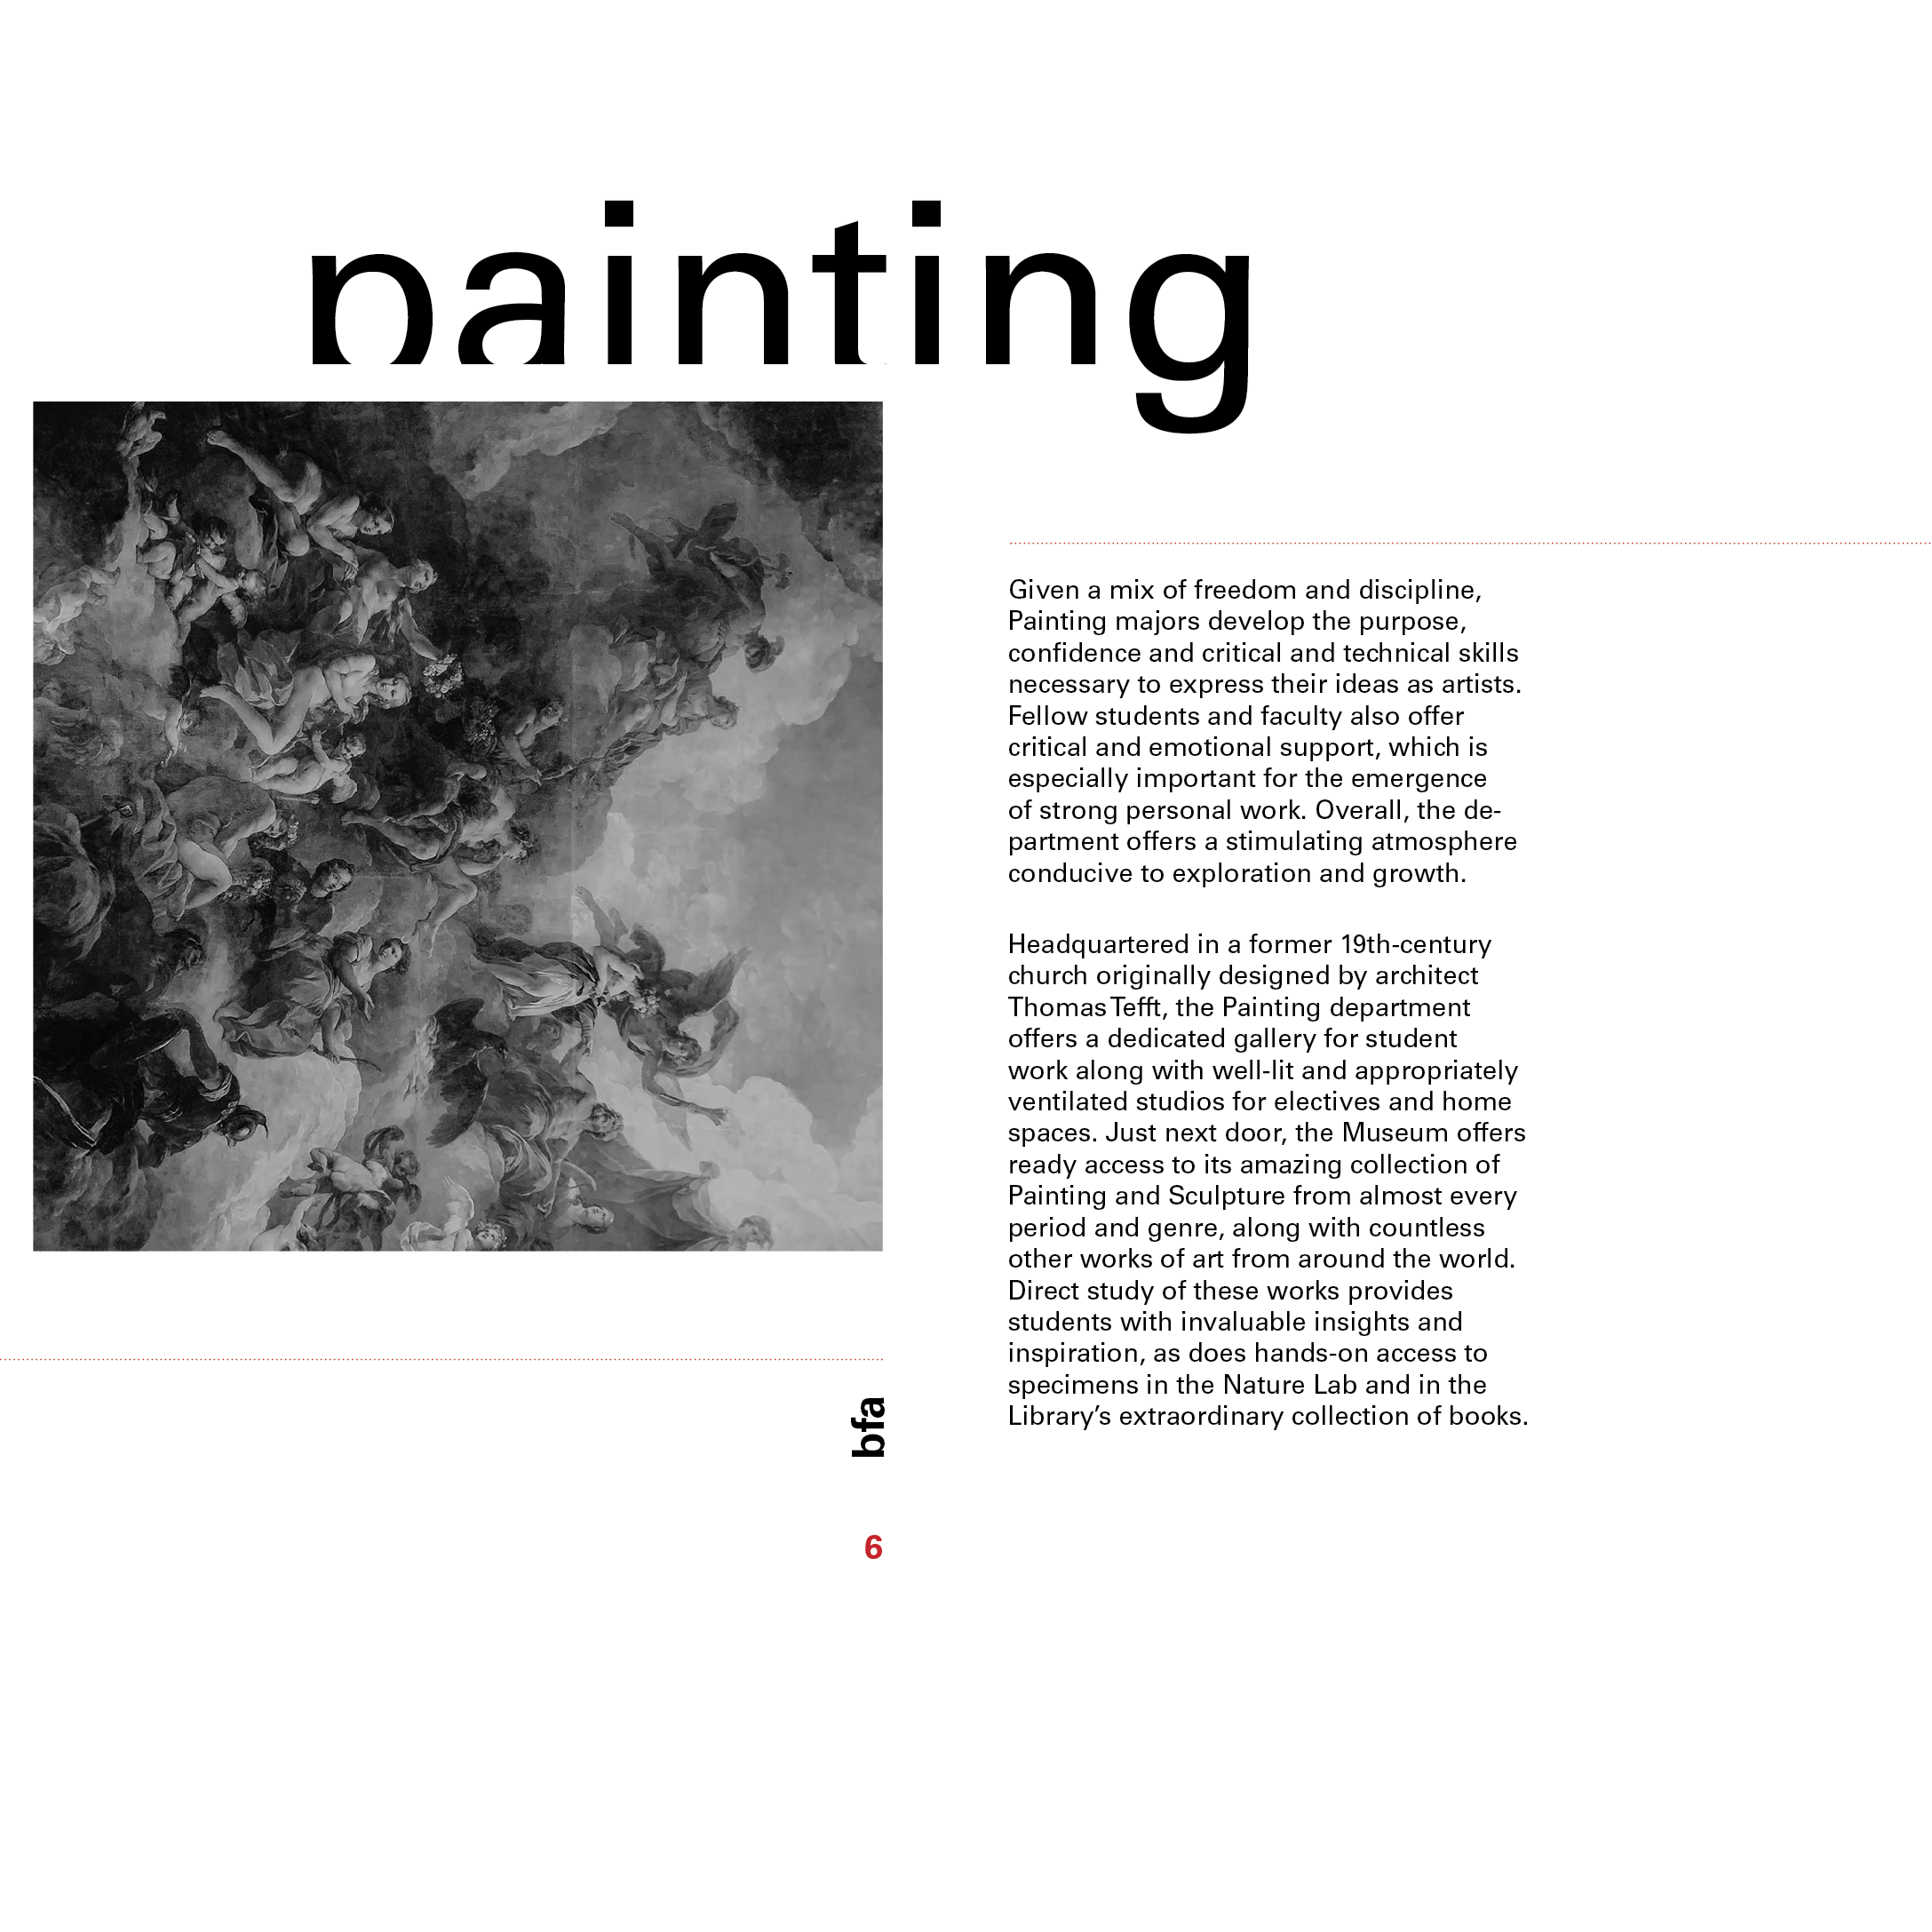 painting
Given a mix of freedom and discipline,
Painting majors develop the purpose,
confidence and critical and technical skills
necessary to express their ideas as artists.
Fellow students and faculty also offer
critical and emotional support, which is
especially important for the emergence
of strong personal work. Overall, the de-
partment offers a stimulating atmosphere
conducive to exploration and growth.
Headquartered in a former 19th-century
church originally designed by architect
Thomas Tefft, the Painting department
offers a dedicated gallery for student
work along with well-lit and appropriately
ventilated studios for electives and home
spaces. Just next door, the Museum offers
ready access to its amazing collection of
Painting and Sculpture from almost every
period and genre, along with countless
other works of art from around the world.
Direct study of these works provides
students with invaluable insights and
inspiration, as does hands-on access to
specimens in the Nature Lab and in the
Library’s extraordinary collection of books.
bfa
6